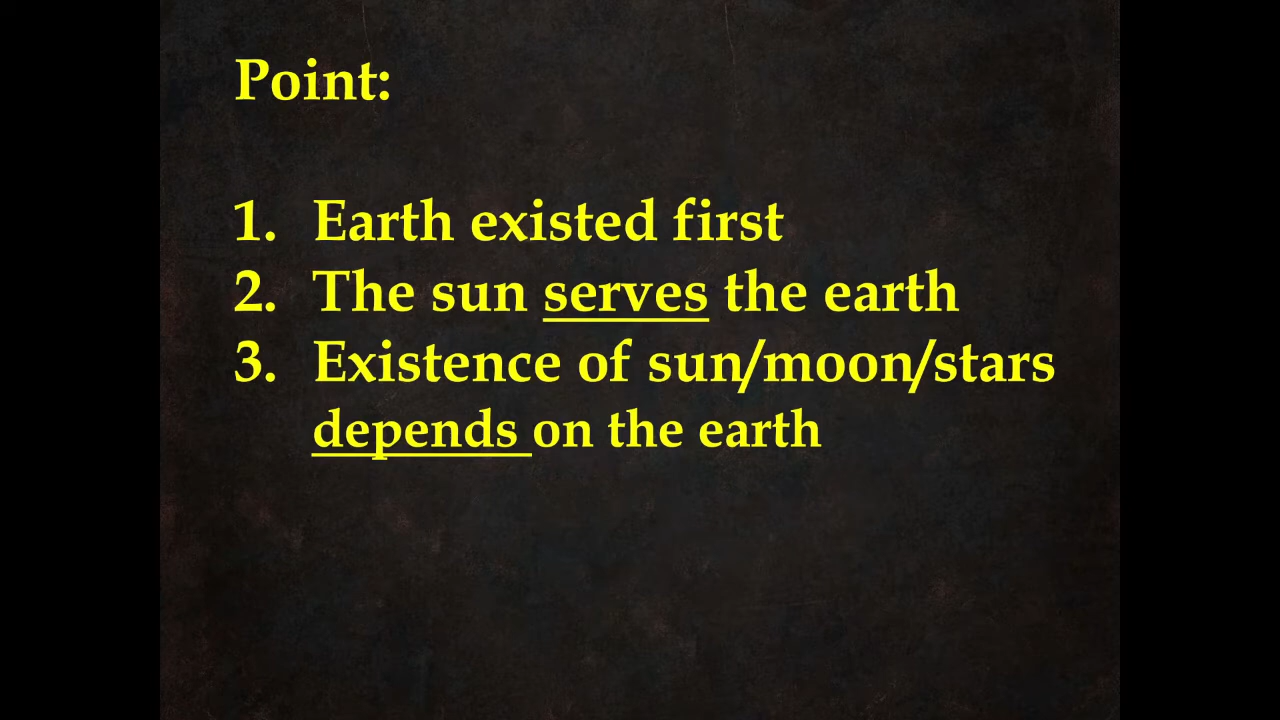 Point:
1. Earth existed first
2. The sun serves the earth
3. Existence of sun/moon/stars
depends on the earth